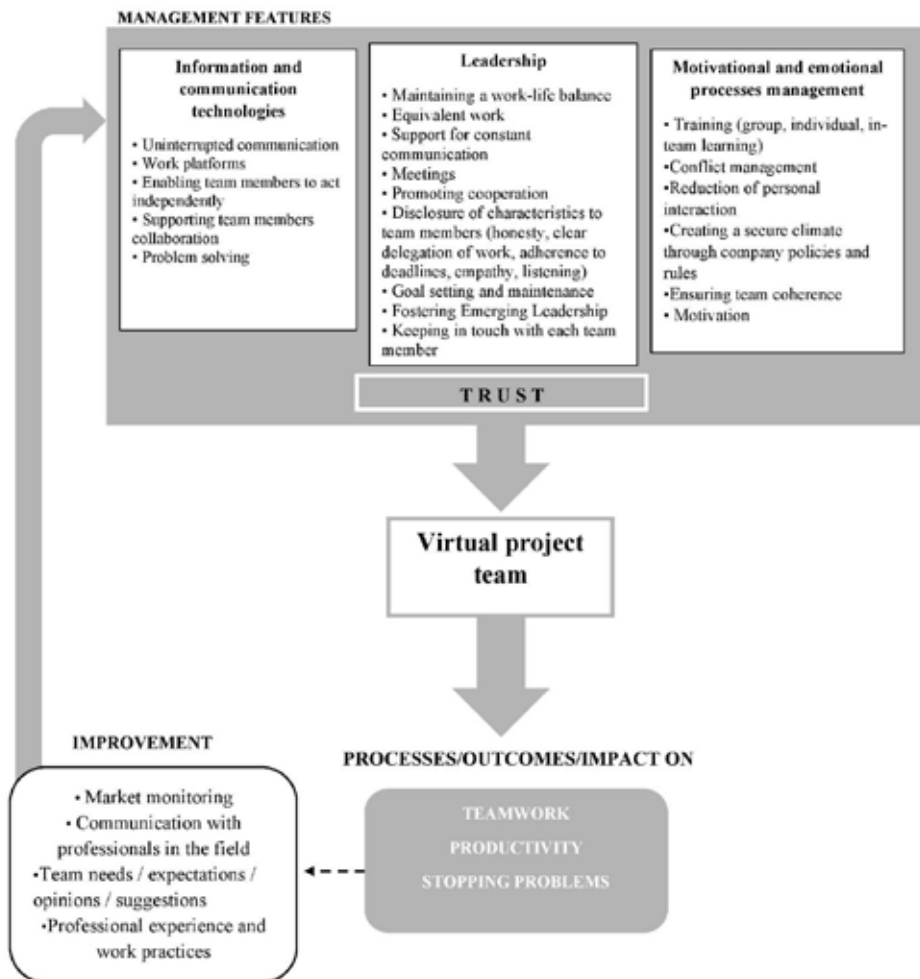 MANAGEMENT FEATURES
Information and
communication
technologies
• Uninterrupted communication
• Work platforms
• Enabling team members to act
independently
• Supporting team members
collaboration
• Problem solving
Leadership
• Maintaining a work-life balance
• Equivalent work
• Support for constant
communication
• Meetings
• Promoting cooperation
• Disclosure of characteristics to
team members (honesty, clear
delegation of work, adherence to
deadlines, empathy, listening)
• Goal setting and maintenance
• Fostering Emerging Leadership
• Keeping in touch with each team
member
Motivational and emotional
processes management
• Training (group, individual, in-
team learning)
•Conflict management
•Reduction of personal
interaction
•Creating a secure climate
through company policies and
rules
•Ensuring team coherence
• Motivation
T R U S T
Virtual project
team
PROCESSES/OUTCOMES/IMPACT ON
TEAMWORK
PRODUCTIVITY
STOPPING PROBLEMS
IMPROVEMENT
• Market monitoring
• Communication with
professionals in the field
•Team needs / expectations /
opinions / suggestions
•Professional experience and
work practices